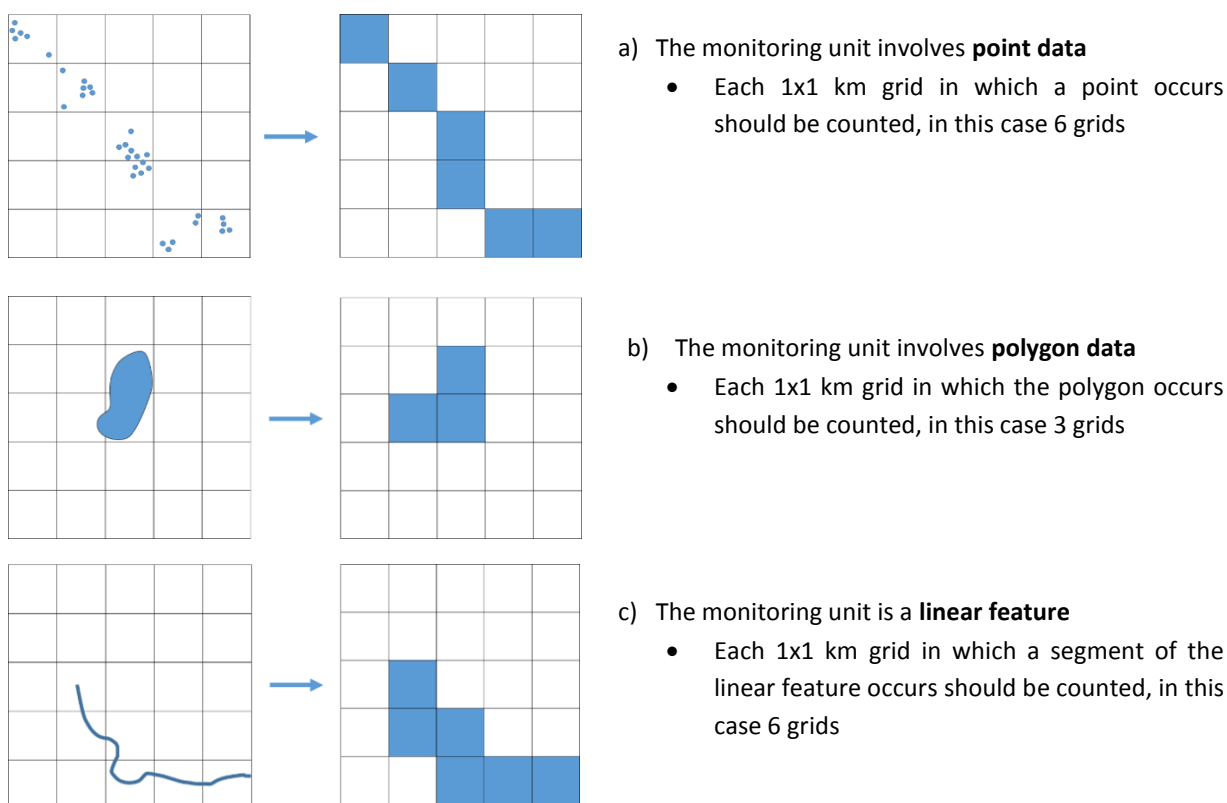 a) The monitoring unit involves point data
• Each 1x1 km grid in which a point occurs
should be counted, in this case 6 grids
b) The monitoring unit involves polygon data
• Each 1x1 km grid in which the polygon occurs
should be counted, in this case 3 grids
c) The monitoring unit is a linear feature
• Each 1x1 km grid in which a segment of the
linear feature occurs should be counted, in this
case 6 grids